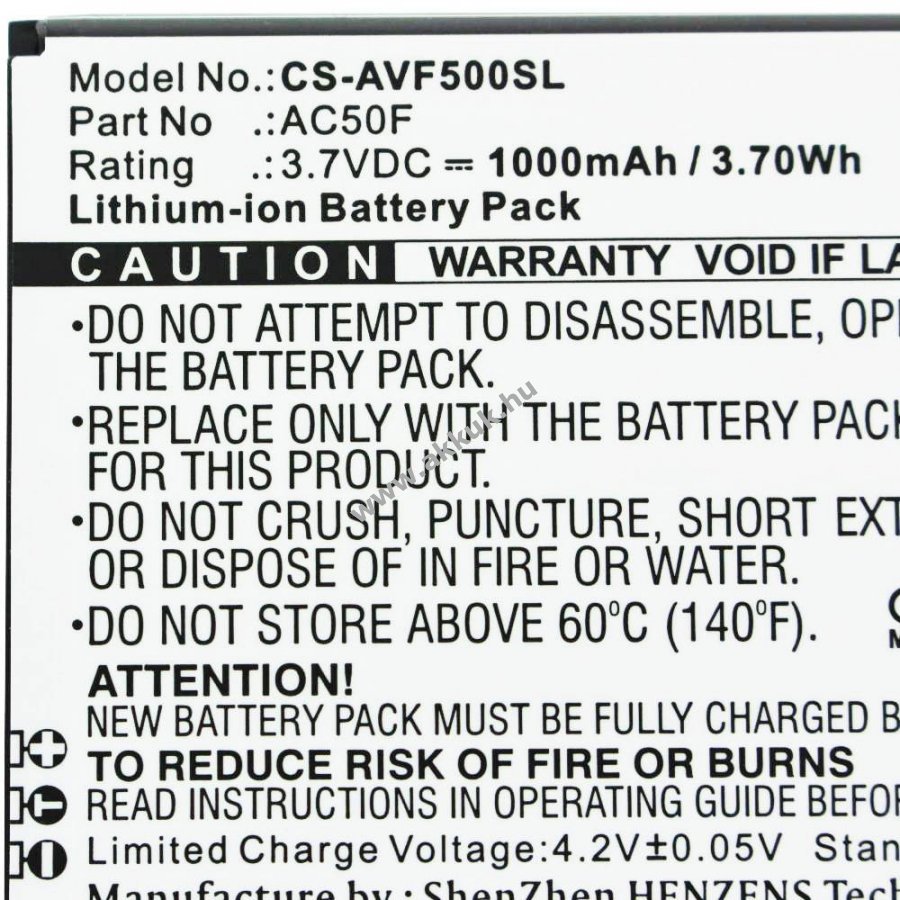 Model No.:CS-AVF500SL
Part No .:AC50F
Rating .:3.7VDC ⎓ 1000mAh / 3.70Wh
Lithium-ion Battery Pack
CAUTION WARRANTY VOID IF
•DO NOT ATTEMPT TO DISASSEMBLE,
THE BATTERY PACK.
•REPLACE ONLY WITH THE BATTERY
FOR THIS PRODUCT.
•DO NOT CRUSH, PUNCTURE, SHORT
OR DISPOSE OF IN FIRE OR WATER.
•DO NOT STORE ABOVE 60°C (140°F).
ATTENTION!
NEW BATTERY PACK MUST BE FULLY CHARGED
TO REDUCE RISK OF FIRE OR BURNS
READ INSTRUCTIONS IN OPERATING GUIDE
Limited Charge Voltage:4.2V±0.05V
Manufacture by : ShenZhen HENZENS
www.akkuk.hu